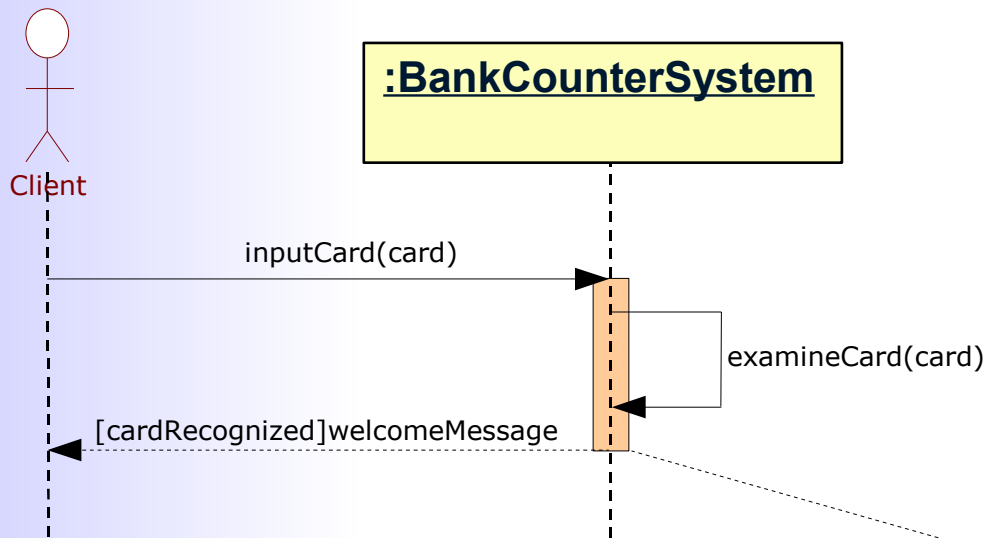 :BankCounterSystem
Client
inputCard(card)
examineCard(card)
[cardRecognized]welcomeMessage